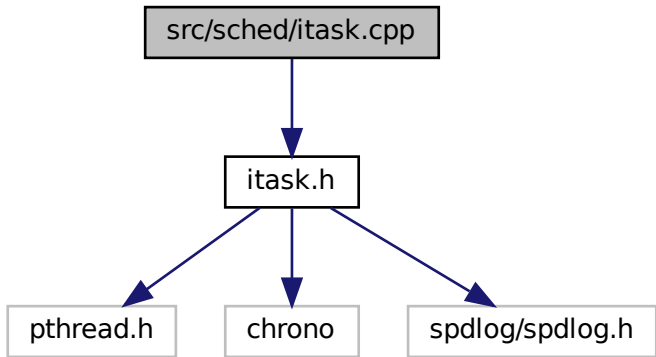 src/sched/itask.cpp
itask.h
pthread.h
chrono
spdlog/spdlog.h